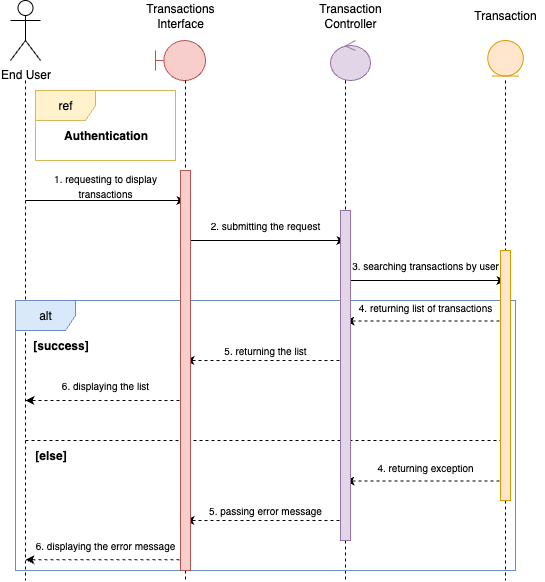 Transactions
Interface
Transaction
Controller
Transaction
End User
ref
Authentication
1. requesting to display
transactions
2. submitting the request
3. searching transactions by user
alt
4. returning list of transactions
[success]
5. returning the list
6. displaying the list
[else]
4. returning exception
5. passing error message
6. displaying the error message